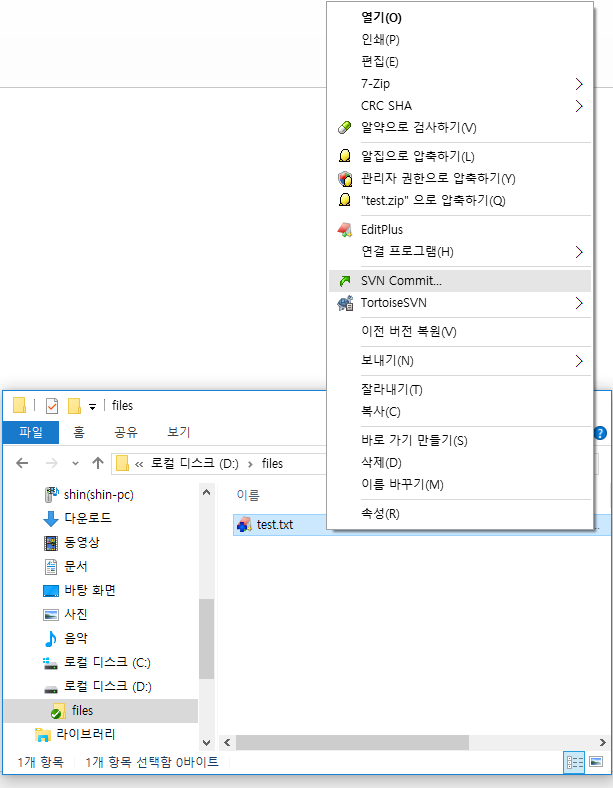 열기(O)
인쇄(P)
편집(E)
7-Zip
CRC SHA
알약으로 검사하기(V)
알집으로 압축하기(L)
관리자 권한으로 압축하기(Y)
"test.zip" 으로 압축하기(Q)
EditPlus
연결 프로그램(H)
SVN Commit...
TortoiseSVN
이전 버전 복원(V)
보내기(N)
잘라내기(T)
복사(C)
바로 가기 만들기(S)
삭제(D)
이름 바꾸기(M)
속성(R)
files
파일 홈 공유 보기
« 로컬 디스크 (D:) › files
shin(shin-pc)
다운로드
동영상
문서
바탕 화면
사진
음악
로컬 디스크 (C:)
로컬 디스크 (D:)
files
라이브러리
이름
test.txt
1개 항목 1개 항목 선택함 0바이트